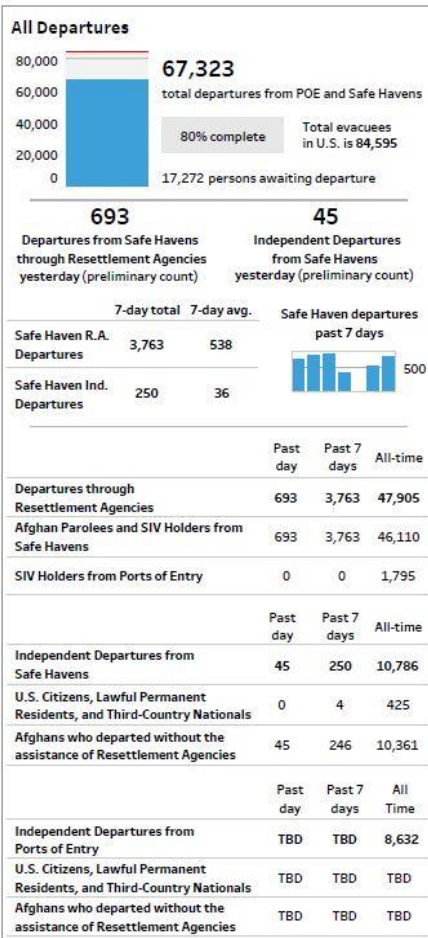 All Departures
80,000
60,000
40,000
20,000
0
67,323
total departures from POE and Safe Havens
80% complete
Total evacuees
in U.S. is 84,595
17,272 persons awaiting departure
693
Departures from Safe Havens
through Resettlement Agencies
yesterday (preliminary count)
45
Independent Departures
from Safe Havens
yesterday (preliminary count)
7-day total 7-day avg.
Safe Haven R.A.
Departures
3,763 538
Safe Haven Ind.
Departures
250 36
Safe Haven departures
past 7 days
500
Past
day
Past 7
days
All-time
Departures through
Resettlement Agencies
693 3,763 47,905
Afghan Parolees and SIV Holders from
Safe Havens
693 3,763 46,110
SIV Holders from Ports of Entry 0 0 1,795
Past
day
Past 7
days
All-time
Independent Departures from
Safe Havens
45 250 10,786
U.S. Citizens, Lawful Permanent
Residents, and Third-Country Nationals
0 4 425
Afghans who departed without the
assistance of Resettlement Agencies
45 246 10,361
Past
day
Past 7
days
All
Time
Independent Departures from
Ports of Entry
TBD TBD 8,632
U.S. Citizens, Lawful Permanent
Residents, and Third-Country Nationals
TBD TBD TBD
Afghans who departed without the
assistance of Resettlement Agencies
TBD TBD TBD